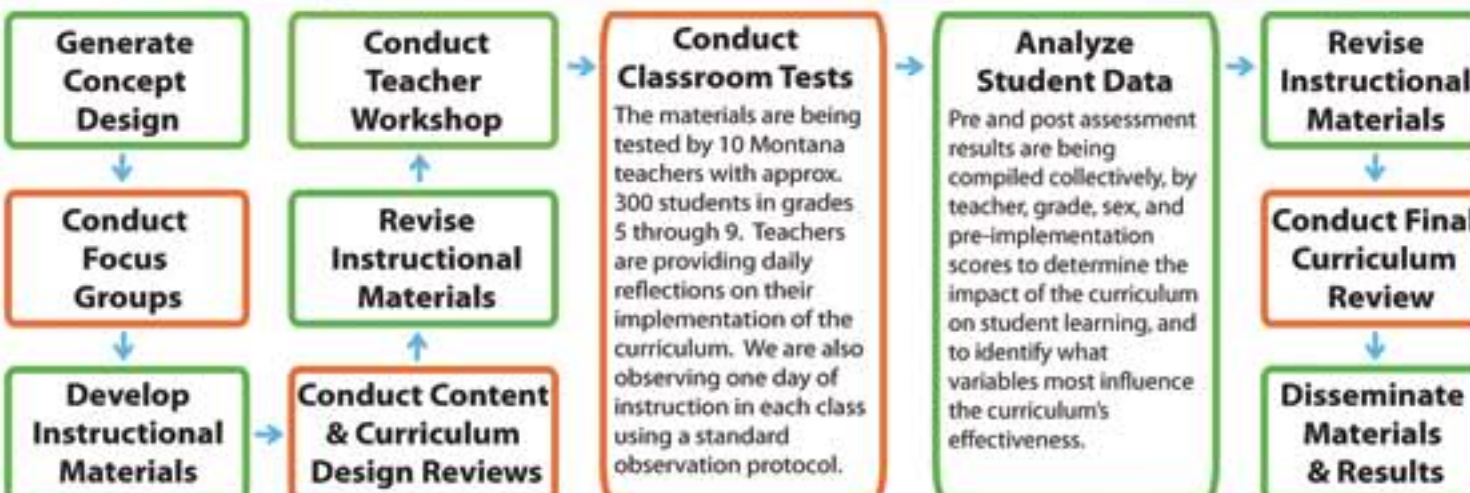 Generate
Concept
Design
Conduct
Focus
Groups
Develop
Instructional
Materials
Conduct Content
& Curriculum
Design Reviews
Revise
Instructional
Materials
Conduct
Teacher
Workshop
Conduct
Classroom Tests
The materials are being
tested by 10 Montana
teachers with approx.
300 students in grades
5 through 9. Teachers
are providing daily
reflections on their
implementation of the
curriculum. We are also
observing one day of
instruction in each class
using a standard
observation protocol.
Analyze
Student Data
Pre and post assessment
results are being
compiled collectively, by
teacher, grade, sex, and
pre-implementation
scores to determine the
impact of the curriculum
on student learning, and
to identify what
variables most influence
the curriculum's
effectiveness.
Revise
Instructional
Materials
Conduct Final
Curriculum
Review
Disseminate
Materials
& Results